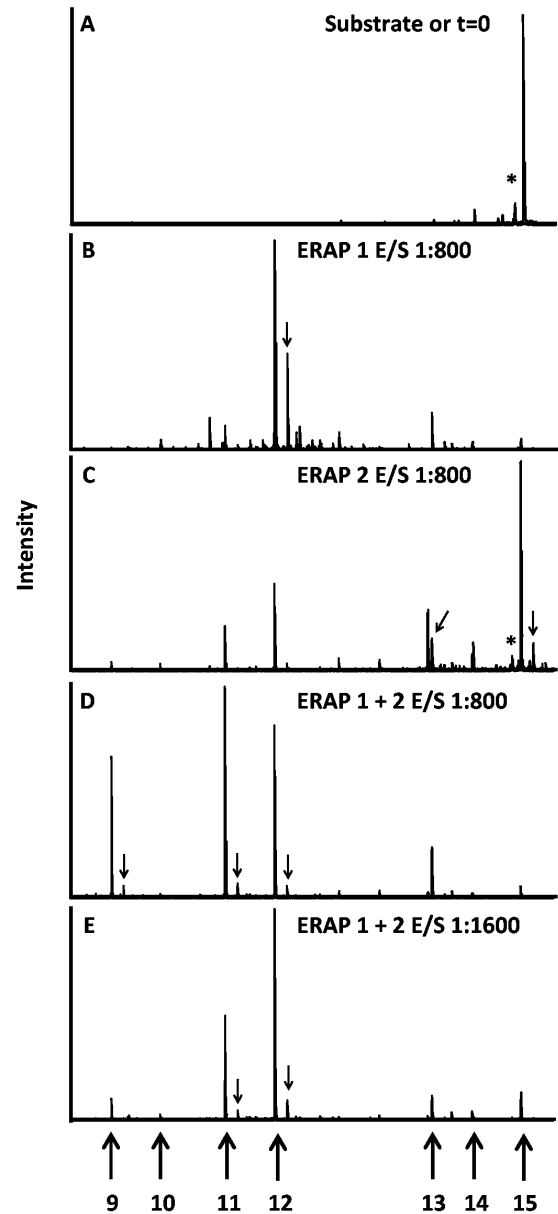 A Substrate or t=0
*
B ERAP 1 E/S 1:800
C ERAP 2 E/S 1:800
*
Intensity
D ERAP 1 + 2 E/S 1:800
E ERAP 1 + 2 E/S 1:1600
9 10 11 12 13 14 15